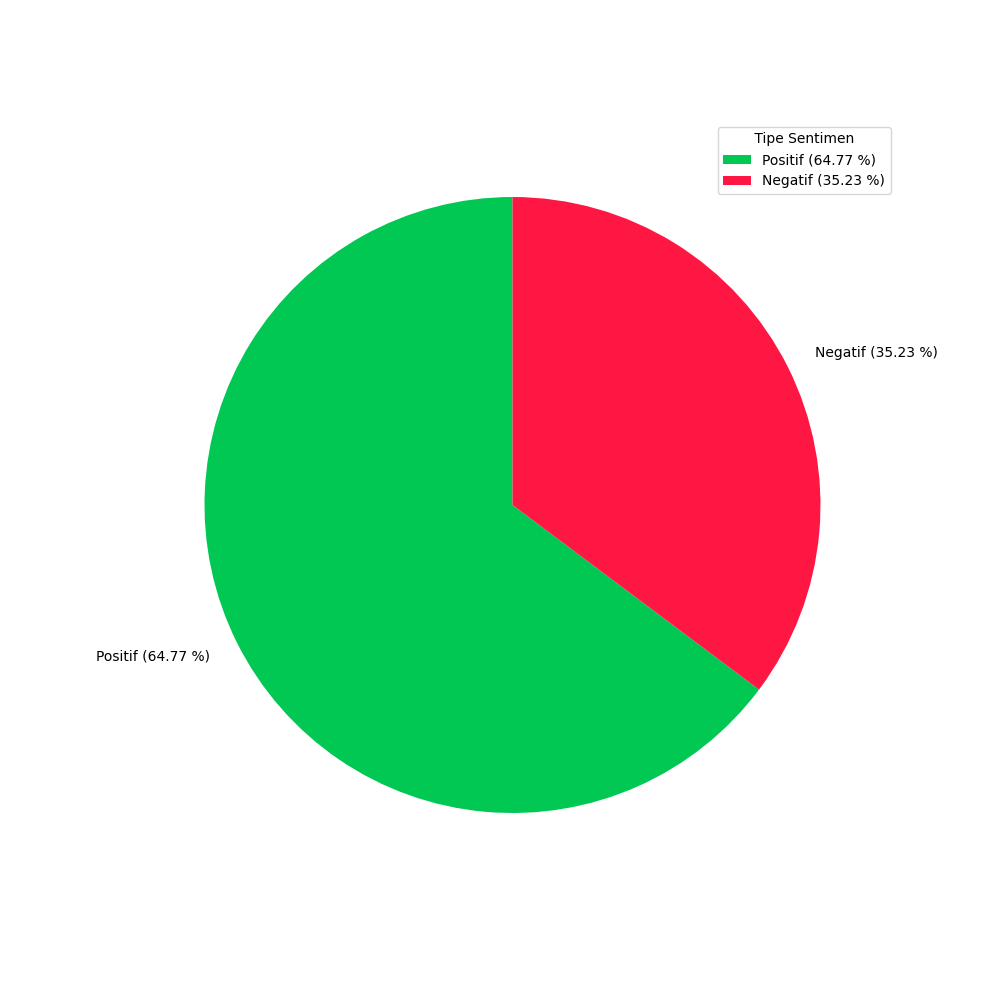 Tipe Sentimen
Positif (64.77 %)
Negatif (35.23 %)
Negatif (35.23 %)
Positif (64.77 %)